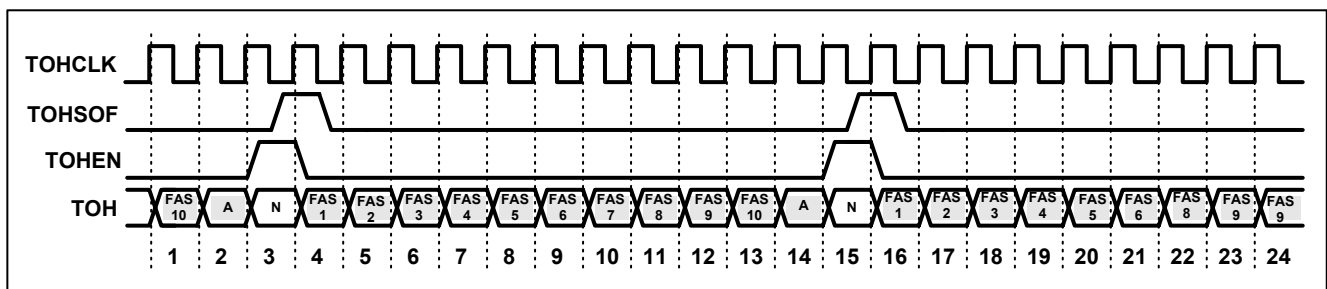 TOHCLK
TOHSOF
TOHEN
TOH
FAS 10 A N FAS 1 FAS 2 FAS 3 FAS 4 FAS 5 FAS 6 FAS 7 FAS 8 FAS 9 FAS 10 A N FAS 1 FAS 2 FAS 3 FAS 4 FAS 5 FAS 6 FAS 8 FAS 9 FAS 9
1 2 3 4 5 6 7 8 9 10 11 12 13 14 15 16 17 18 19 20 21 22 23 24